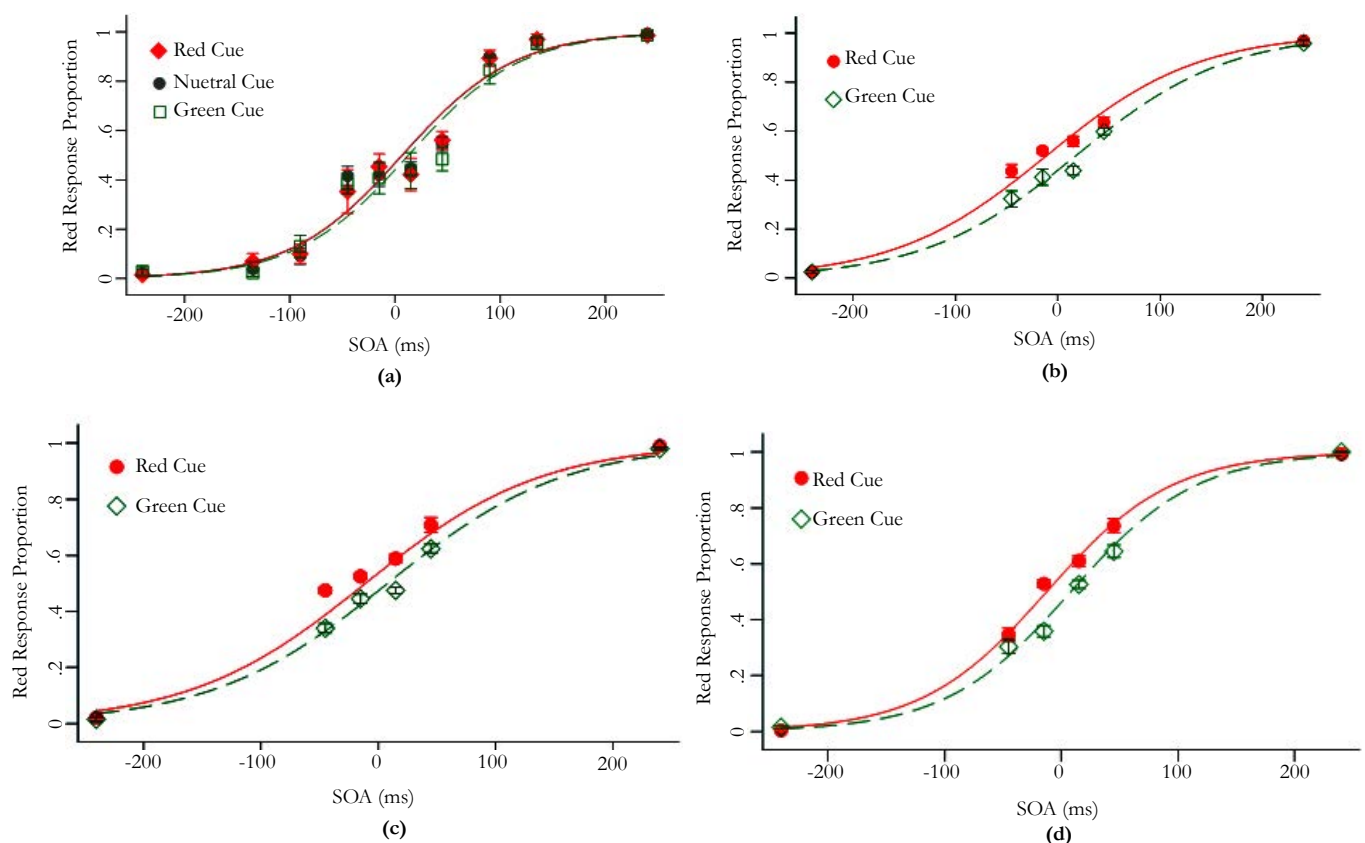 Red Response Proportion
0 .2 .4 .6 .8 1
Red Cue
Nuetral Cue
Green Cue
-200 -100 0 100 200
SOA (ms)
(a)
Red Response Proportion
0 .2 .4 .6 .8 1
Red Cue
Green Cue
-200 -100 0 100 200
SOA (ms)
(b)
Red Response Proportion
0 .2 .4 .6 .8 1
Red Cue
Green Cue
-200 -100 0 100 200
SOA (ms)
(c)
Red Response Proportion
0 .2 .4 .6 .8 1
Red Cue
Green Cue
-200 -100 0 100 200
SOA (ms)
(d)